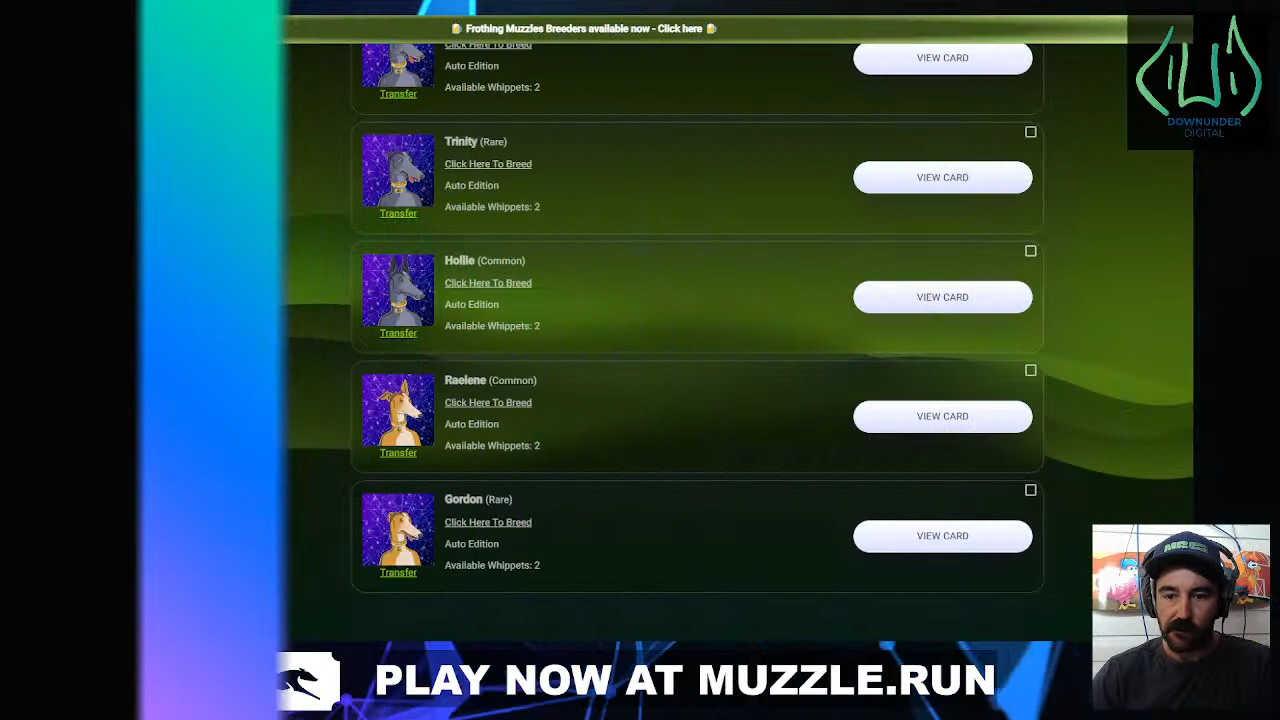 🍺 Frothing Muzzles Breeders available now - Click here 🍺
Click Here To Breed
Auto Edition
Available Whippets: 2
Transfer
VIEW CARD
Trinity (Rare)
Click Here To Breed
Auto Edition
Available Whippets: 2
Transfer
VIEW CARD
Hollie (Common)
Click Here To Breed
Auto Edition
Available Whippets: 2
Transfer
VIEW CARD
Raelene (Common)
Click Here To Breed
Auto Edition
Available Whippets: 2
Transfer
VIEW CARD
Gordon (Rare)
Click Here To Breed
Auto Edition
Available Whippets: 2
Transfer
VIEW CARD
DOWNUNDER
DIGITAL
PLAY NOW AT MUZZLE.RUN